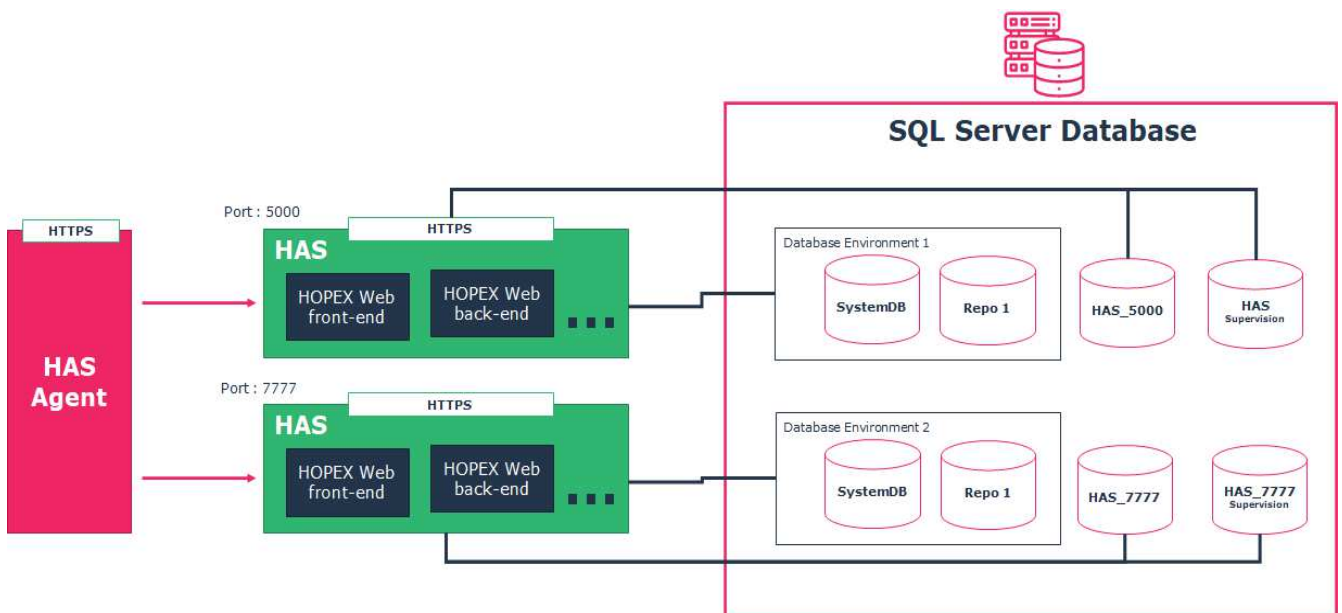 SQL Server Database
HTTPS
HAS
Agent
Port : 5000
HTTPS
HAS
HOPEX Web
front-end
HOPEX Web
back-end
Database Environment 1
SystemDB
Repo 1
HAS_5000
HAS
Supervision
Port : 7777
HTTPS
HAS
HOPEX Web
front-end
HOPEX Web
back-end
Database Environment 2
SystemDB
Repo 1
HAS_7777
HAS_7777
Supervision